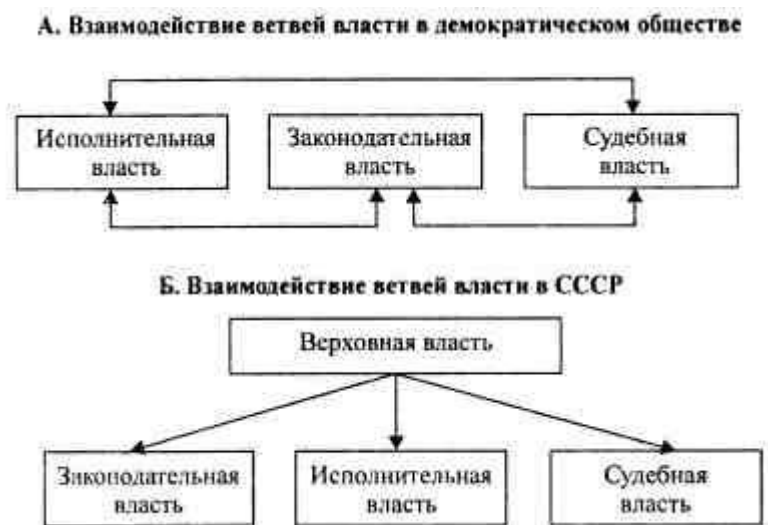 А. Взаимодействие ветвей власти в демократическом обществе
Исполнительная власть
Законодательная власть
Судебная власть
Б. Взаимодействие ветвей власти в СССР
Верховная власть
Зиконодательная власть
Исполнительная власть
Судебная власть